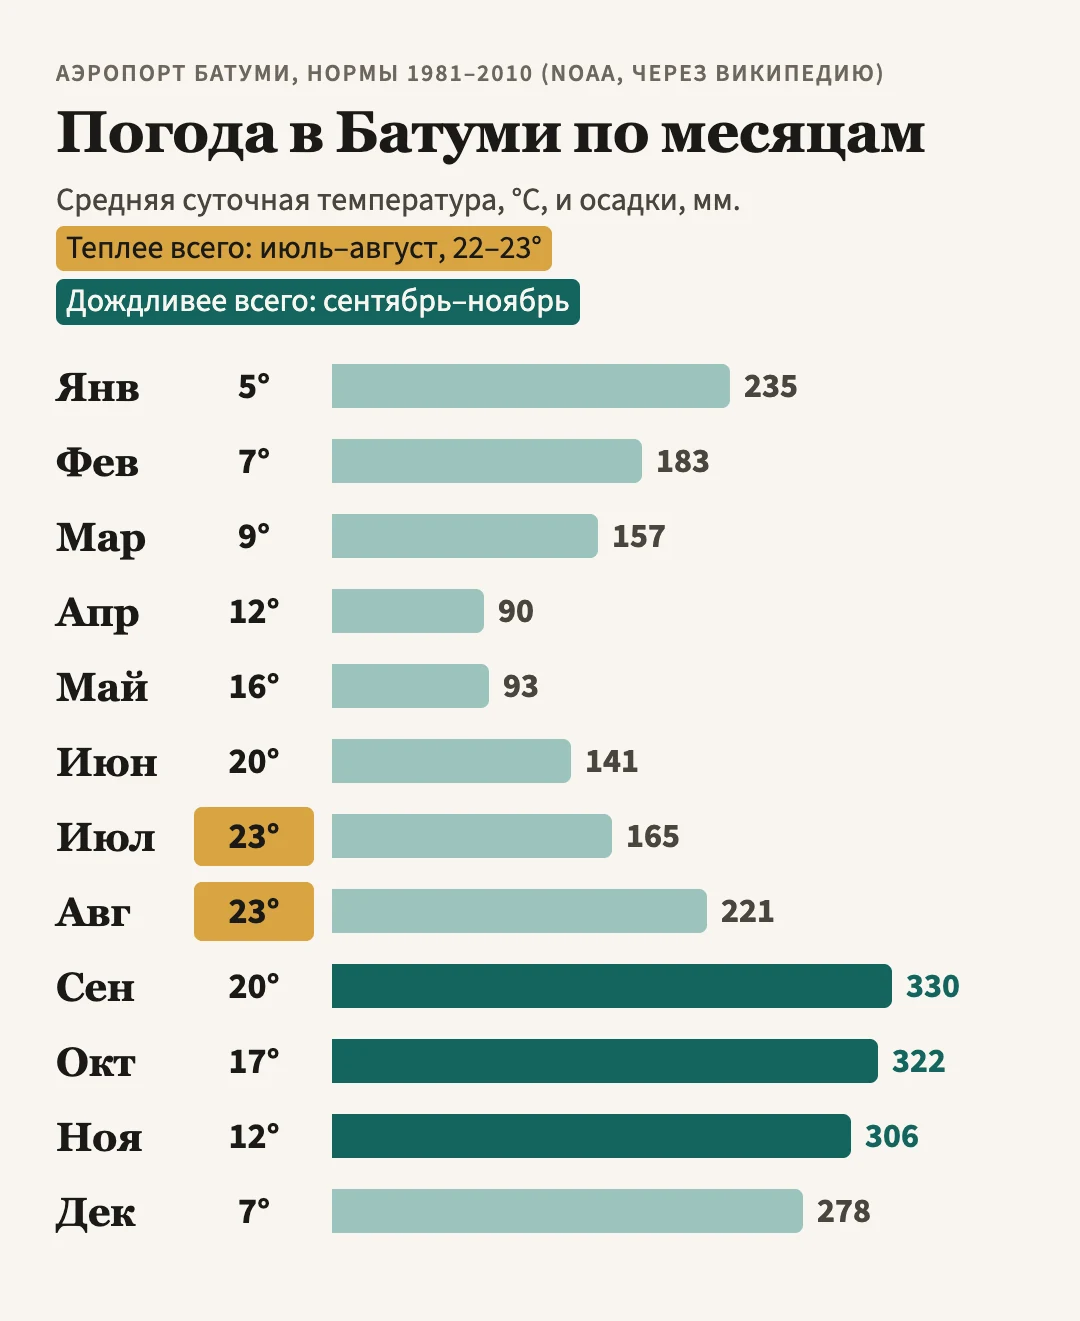 АЭРОПОРТ БАТУМИ, НОРМЫ 1981–2010 (NOAA, ЧЕРЕЗ ВИКИПЕДИЮ)
Погода в Батуми по месяцам
Средняя суточная температура, °C, и осадки, мм.
Теплее всего: июль–август, 22–23°
Дождливее всего: сентябрь–ноябрь
Янв 5° 235
Фев 7° 183
Мар 9° 157
Апр 12° 90
Май 16° 93
Июн 20° 141
Июл 23° 165
Авг 23° 221
Сен 20° 330
Окт 17° 322
Ноя 12° 306
Дек 7° 278